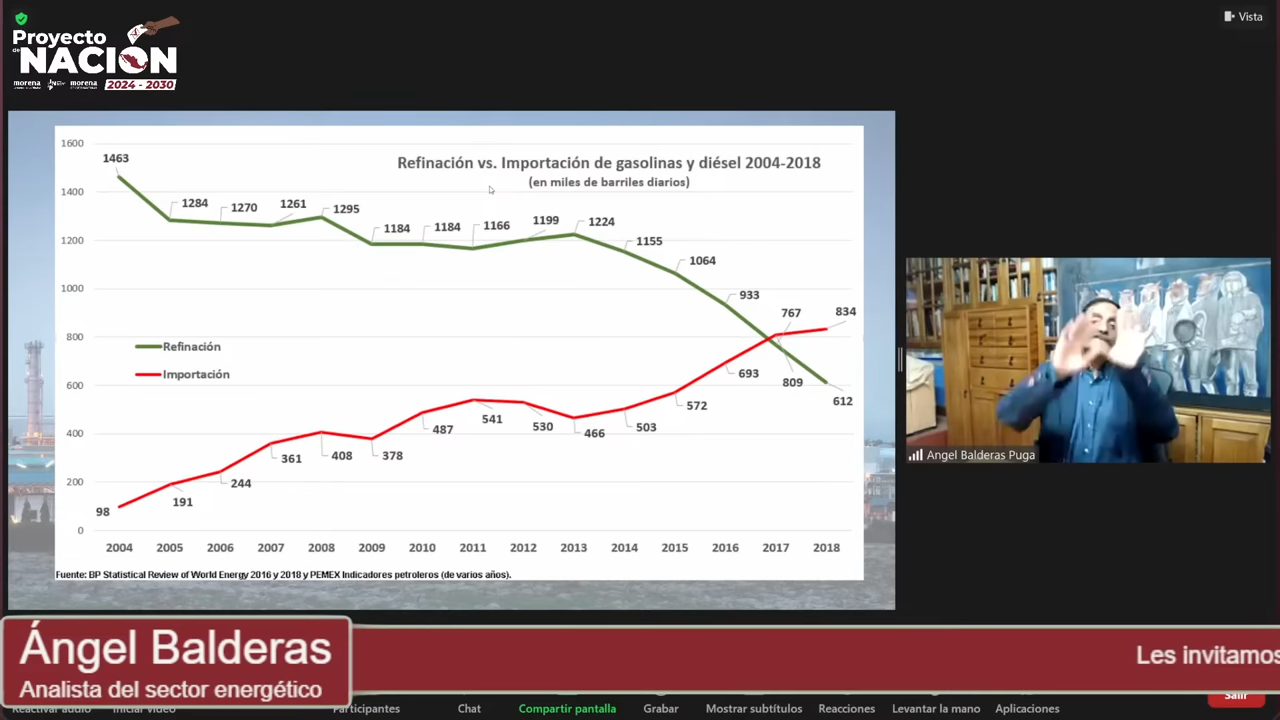 Vista
Proyecto
de
NACIÓN
morena
morena
2024 - 2030
Refinación vs. Importación de gasolinas y diésel 2004-2018
(en miles de barriles diarios)
1600
1400
1200
1000
800
600
400
200
0
1463
1284
1270
1261
1295
1184
1184
1166
1199
1224
1155
1064
933
767
612
Refinación
Importación
98
191
244
361
408
378
487
541
530
466
503
572
693
809
834
2004 2005 2006 2007 2008 2009 2010 2011 2012 2013 2014 2015 2016 2017 2018
Fuente: BP Statistical Review of World Energy 2016 y 2018 y PEMEX Indicadores petroleros (de varios años).
Angel Balderas Puga
Ángel Balderas
Analista del sector energético
Les invitamos
Reactivar audio Iniciar video Participantes Chat Compartir pantalla Grabar Mostrar subtítulos Reacciones Levantar la mano Aplicaciones Salir